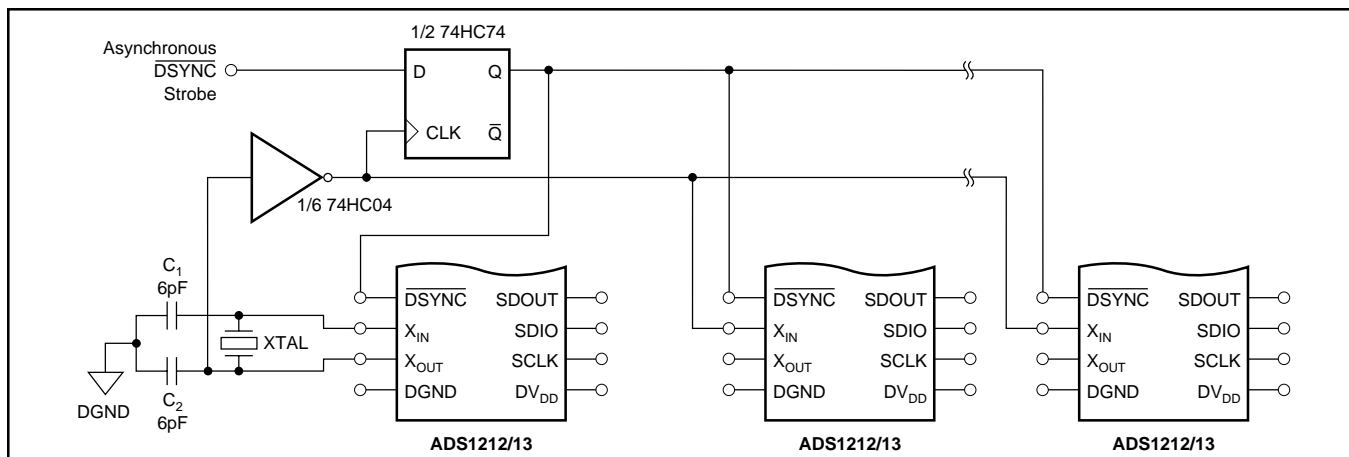 1/2 74HC74
Asynchronous
DSYNC
Strobe
D Q
CLK Q
1/6 74HC04
C1
6pF
XTAL
C2
6pF
DGND
DSYNC SDOUT
XIN SDIO
XOUT SCLK
DGND DVDD
ADS1212/13
DSYNC SDOUT
XIN SDIO
XOUT SCLK
DGND DVDD
ADS1212/13
DSYNC SDOUT
XIN SDIO
XOUT SCLK
DGND DVDD
ADS1212/13